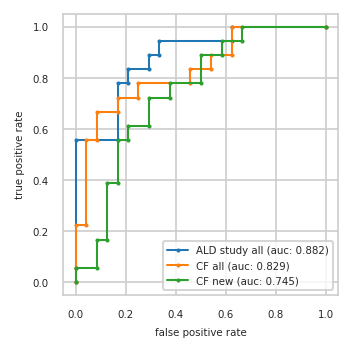 1.0
0.8
0.6
0.4
0.2
0.0
true positive rate
ALD study all (auc: 0.882)
CF all (auc: 0.829)
CF new (auc: 0.745)
0.0 0.2 0.4 0.6 0.8 1.0
false positive rate